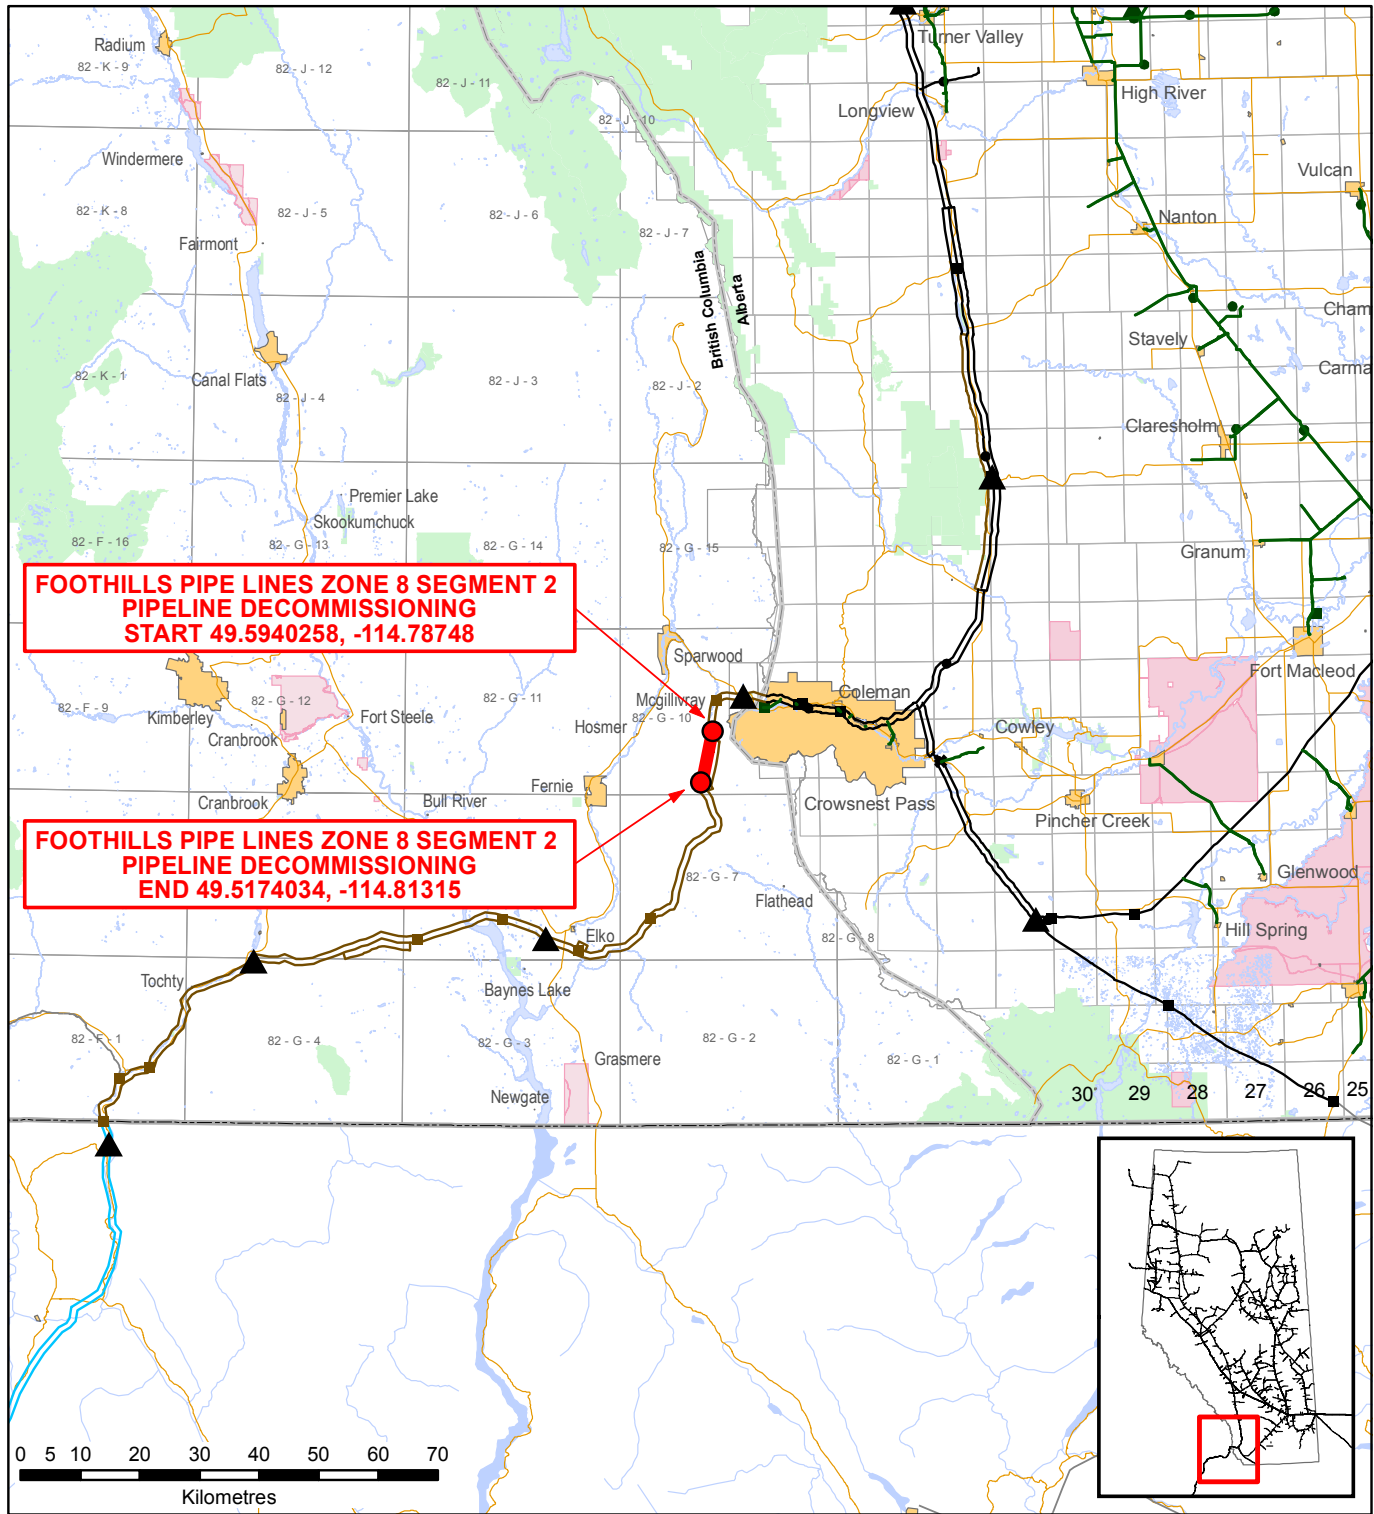 Radium
82 - K - 9
82 - J - 12
82 - J - 11
82 - J - 10
Turner Valley
Longview
High River
Windermere
Vulcan
82 - K - 8
82 - J - 5
82 - J - 6
82 - J - 7
Nanton
Fairmont
British Columbia
Alberta
Cham
Stavely
Canal Flats
82 - K - 1
82 - J - 4
82 - J - 3
82 - J - 2
Carma
Claresholm
Premier Lake
Skookumchuck
82 - F - 16
82 - G - 13
82 - G - 14
82 - G - 15
Granum
FOOTHILLS PIPE LINES ZONE 8 SEGMENT 2
PIPELINE DECOMMISSIONING
START 49.5940258, -114.78748
Sparwood
Fort Macleod
82 - F - 9
Kimberley
82 - G - 12
Fort Steele
82 - G - 11
Mcgillivray
82 - G - 10
Coleman
Hosmer
Cranbrook
Cowley
Cranbrook
Bull River
Fernie
Crowsnest Pass
Pincher Creek
FOOTHILLS PIPE LINES ZONE 8 SEGMENT 2
PIPELINE DECOMMISSIONING
END 49.5174034, -114.81315
82 - G - 7
Flathead
Glenwood
Elko
82 - G - 8
Hill Spring
Tochty
Baynes Lake
82 - F - 1
82 - G - 4
82 - G - 3
82 - G - 2
82 - G - 1
Grasmere
Newgate
30
29
28
27
26
25
0 5 10 20 30 40 50 60 70
Kilometres